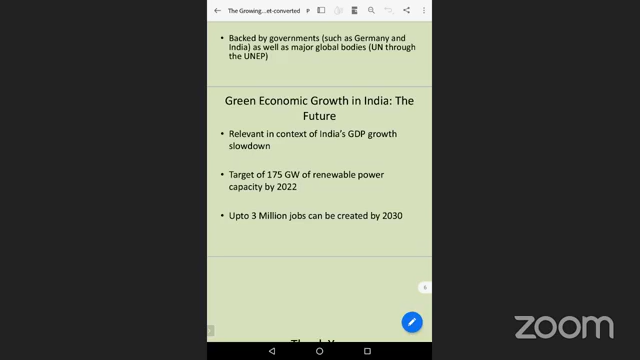 The Growing...et-converted P
• Backed by governments (such as Germany and
India) as well as major global bodies (UN through
the UNEP)
Green Economic Growth in India: The
Future
• Relevant in context of India's GDP growth
slowdown
• Target of 175 GW of renewable power
capacity by 2022
• Upto 3 Million jobs can be created by 2030
6
zoom